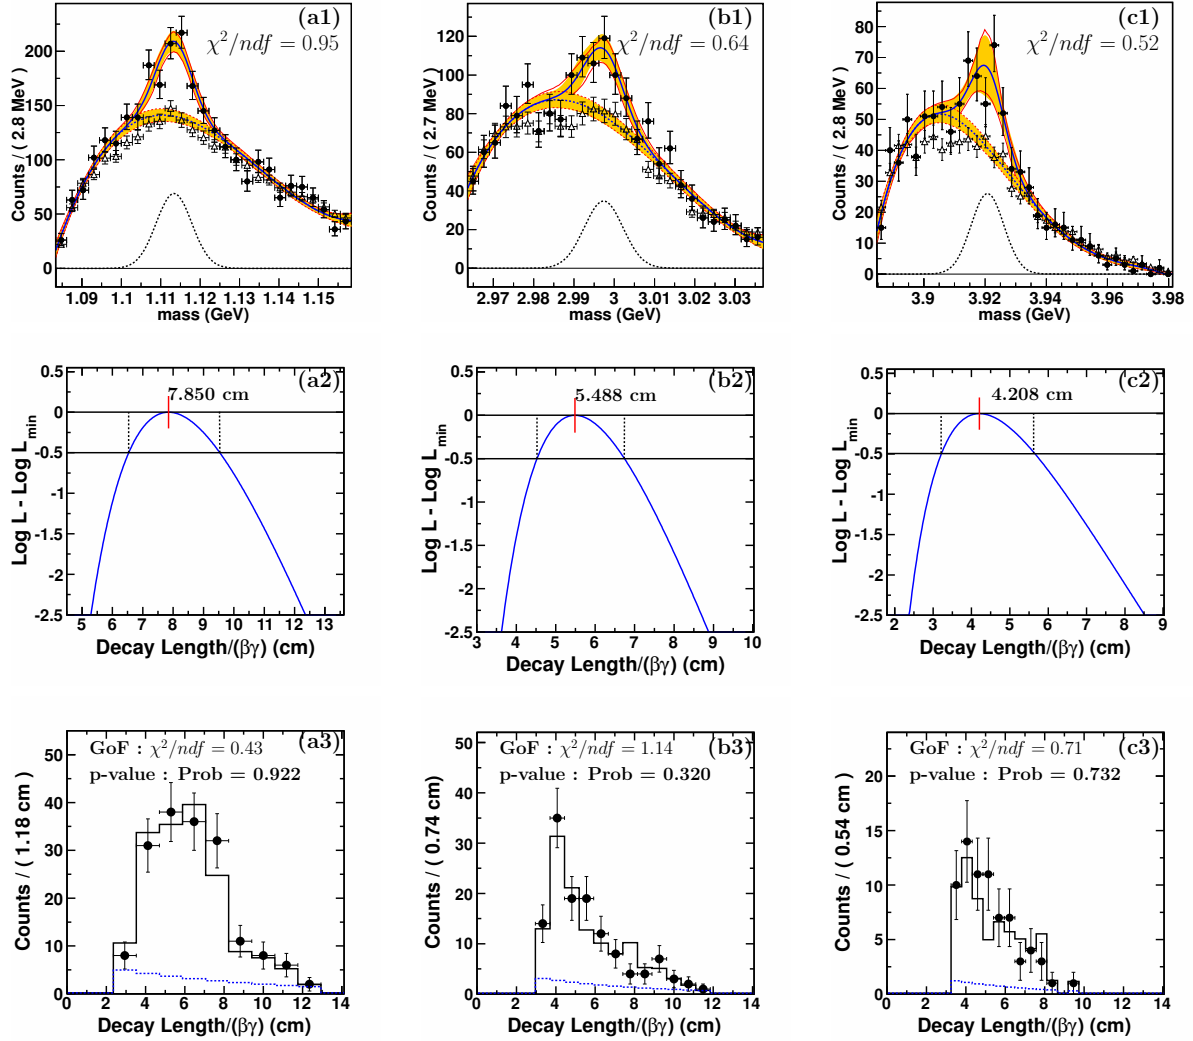 (a1)
χ²/ndf = 0.95
Counts / ( 2.8 MeV )
200
150
100
50
0
1.09 1.1 1.11 1.12 1.13 1.14 1.15
mass (GeV)
(b1)
χ²/ndf = 0.64
Counts / ( 2.7 MeV )
140
120
100
80
60
40
20
0
2.97 2.98 2.99 3 3.01 3.02 3.03
mass (GeV)
(c1)
χ²/ndf = 0.52
Counts / ( 2.8 MeV )
80
70
60
50
40
30
20
10
0
3.9 3.92 3.94 3.96 3.98
mass (GeV)
(a2)
7.850 cm
Log L - Log L_min
0.5
0
-0.5
-1
-1.5
-2
-2.5
5 6 7 8 9 10 11 12 13
Decay Length/(βγ) (cm)
(b2)
5.488 cm
Log L - Log L_min
0.5
0
-0.5
-1
-1.5
-2
-2.5
3 4 5 6 7 8 9 10
Decay Length/(βγ) (cm)
(c2)
4.208 cm
Log L - Log L_min
0.5
0
-0.5
-1
-1.5
-2
-2.5
2 3 4 5 6 7 8 9
Decay Length/(βγ) (cm)
(a3)
GoF : χ²/ndf = 0.43
p-value : Prob = 0.922
Counts / ( 1.18 cm )
50
40
30
20
10
0
0 2 4 6 8 10 12 14
Decay Length/(βγ) (cm)
(b3)
GoF : χ²/ndf = 1.14
p-value : Prob = 0.320
Counts / ( 0.74 cm)
50
40
30
20
10
0
0 2 4 6 8 10 12 14
Decay Length/(βγ) (cm)
(c3)
GoF : χ²/ndf = 0.71
p-value : Prob = 0.732
Counts / ( 0.54 cm)
20
15
10
5
0
0 2 4 6 8 10 12 14
Decay Length/(βγ) (cm)